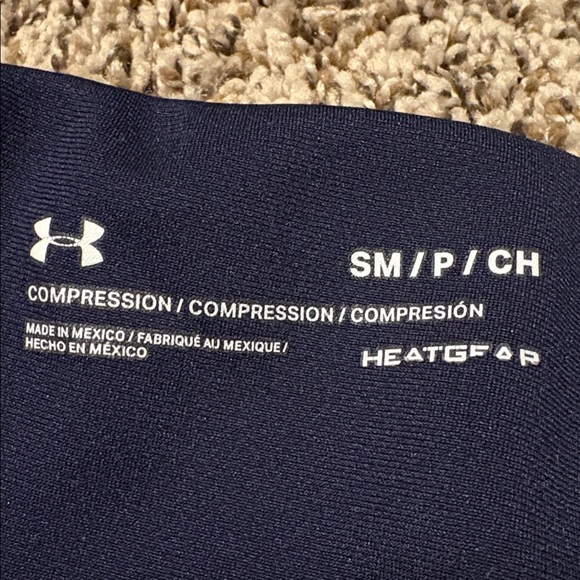 SM / P / CH
COMPRESSION / COMPRESSION / COMPRESIÓN
MADE IN MEXICO / FABRIQUÉ AU MEXIQUE /
HECHO EN MÉXICO
HEATGEAR